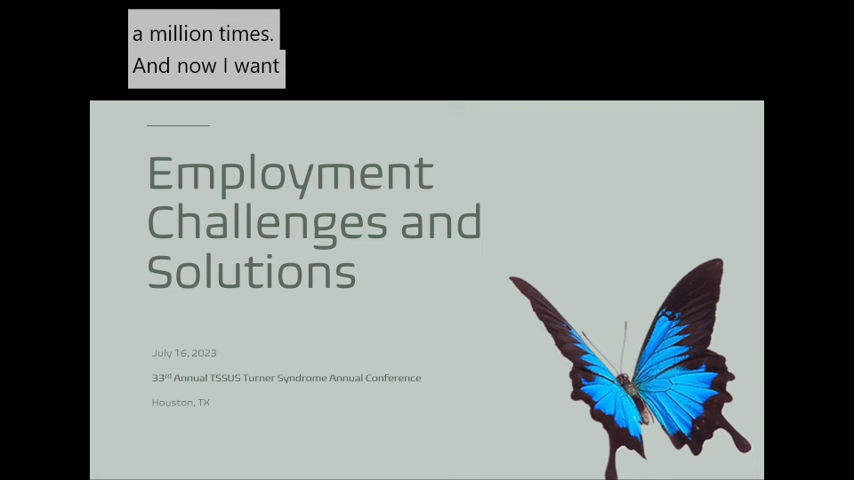 a million times.
And now I want
Employment
Challenges and
Solutions
July 16, 2023
33rd Annual TSSUS Turner Syndrome Annual Conference
Houston, TX